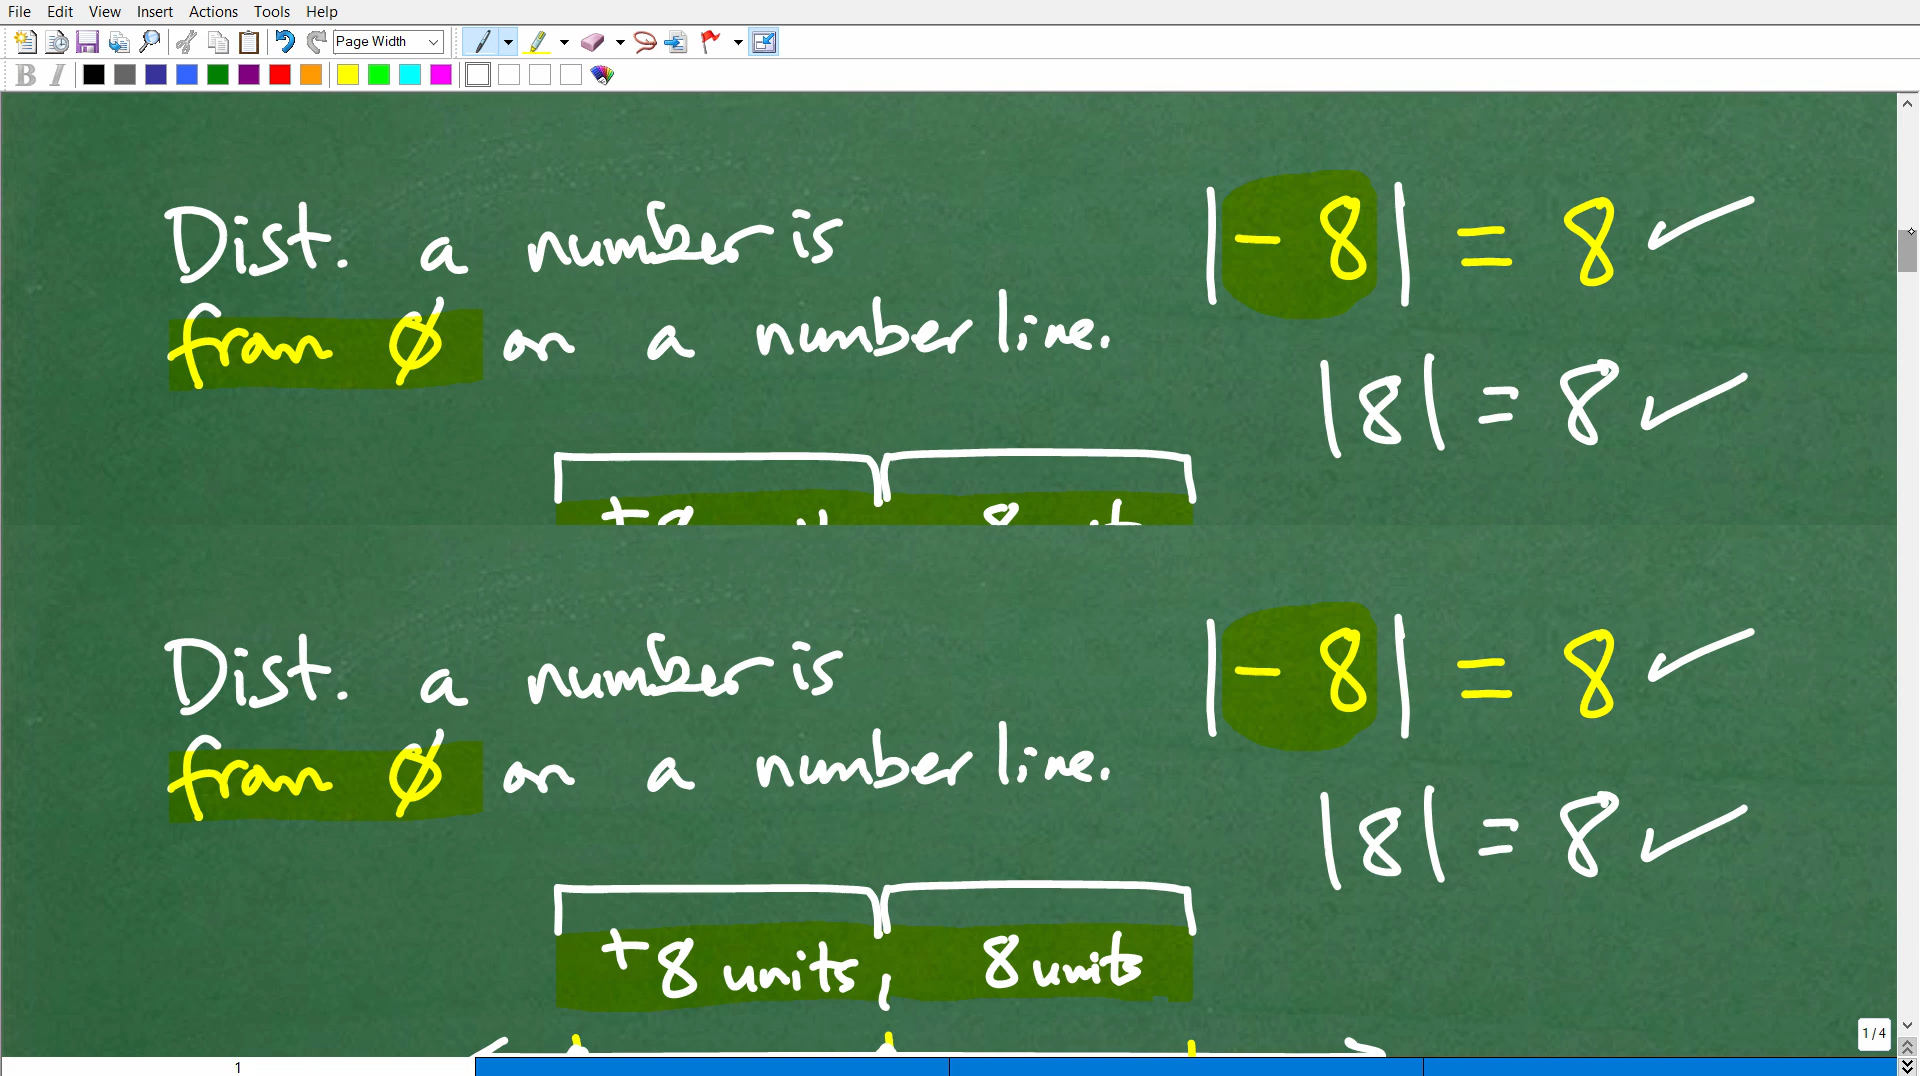 File Edit View Insert Actions Tools Help
Page Width
B I
Dist. a number is
from Ø on a number line.
|-8| = 8 ✓
|8| = 8 ✓
Dist. a number is
from Ø on a number line.
|-8| = 8 ✓
|8| = 8 ✓
+8 units, 8 units
1 / 4
1